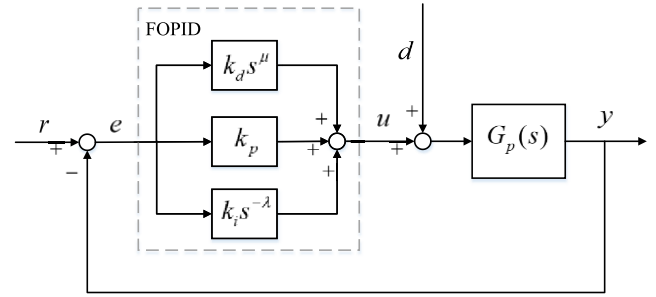 FOPID
k_d s^μ
d
+
+
r
e
k_p
u
G_p(s)
y
+
+
+
+
−
k_i s^{−λ}